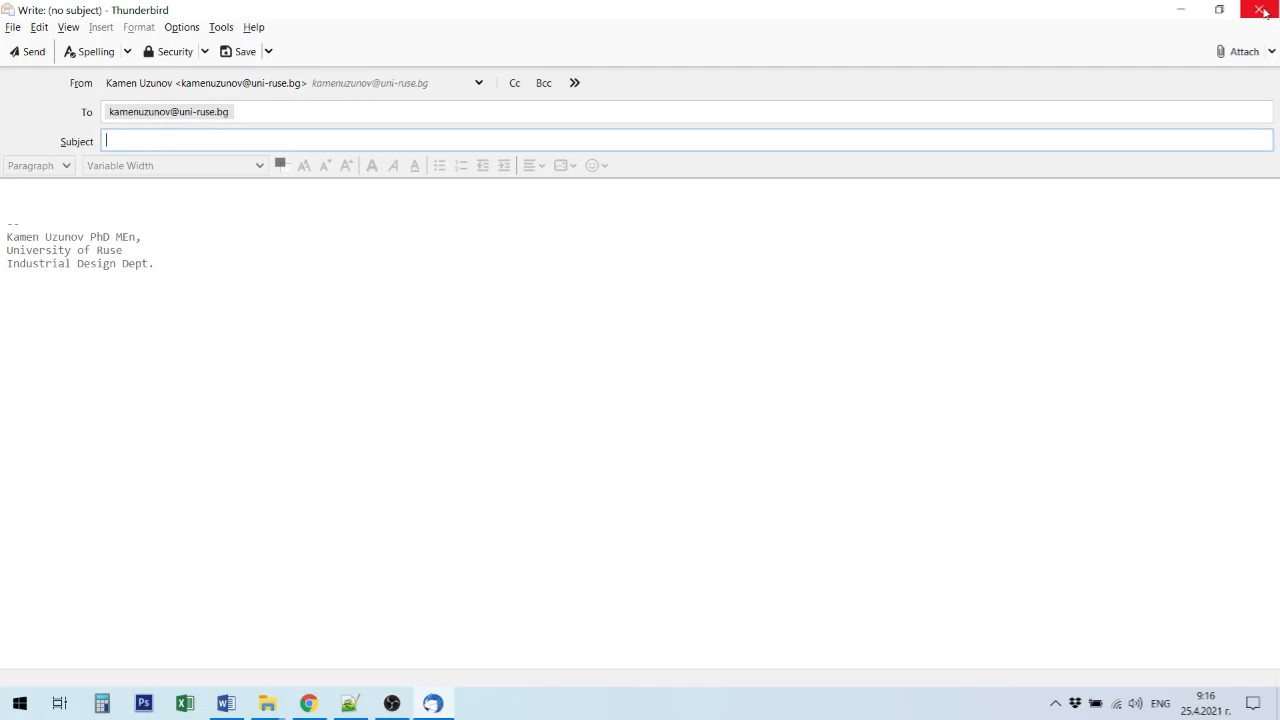 Write: (no subject) - Thunderbird
File Edit View Insert Format Options Tools Help
Send Spelling Security Save Attach
From Kamen Uzunov <kamenuzunov@uni-ruse.bg> kamenuzunov@uni-ruse.bg Cc Bcc »
To kamenuzunov@uni-ruse.bg
Subject
Paragraph Variable Width
--
Kamen Uzunov PhD MEn,
University of Ruse
Industrial Design Dept.
Ps ЕНГ 9:16
25.4.2021 г.